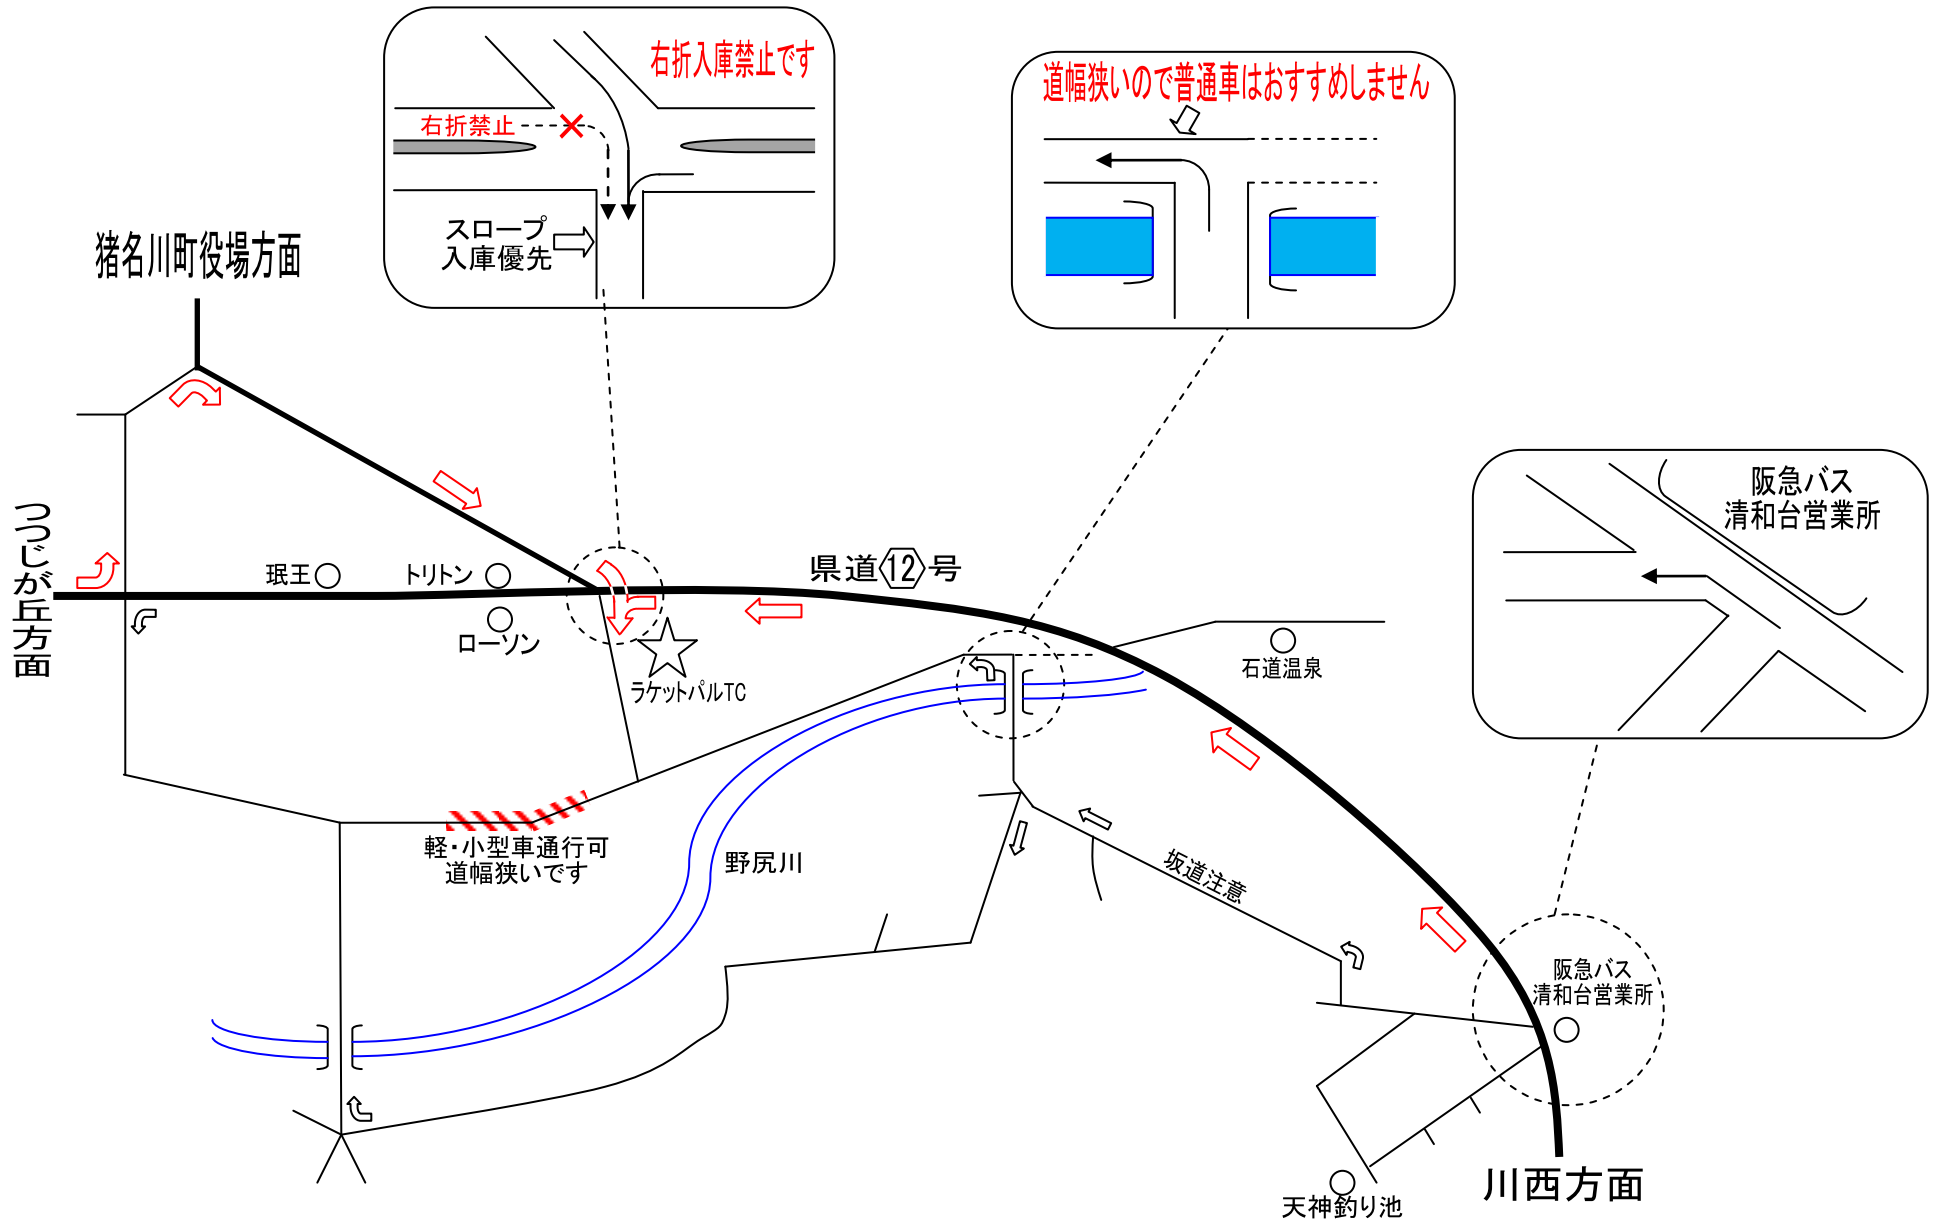 右折入庫禁止です
右折禁止
スロープ
入庫優先
道幅狭いので普通車はおすすめしません
猪名川町役場方面
阪急バス
清和台営業所
つつじが丘方面
珉王
トリトン
ローソン
県道12号
ラケットパルTC
石道温泉
軽・小型車通行可
道幅狭いです
野尻川
坂道注意
阪急バス
清和台営業所
川西方面
天神釣り池